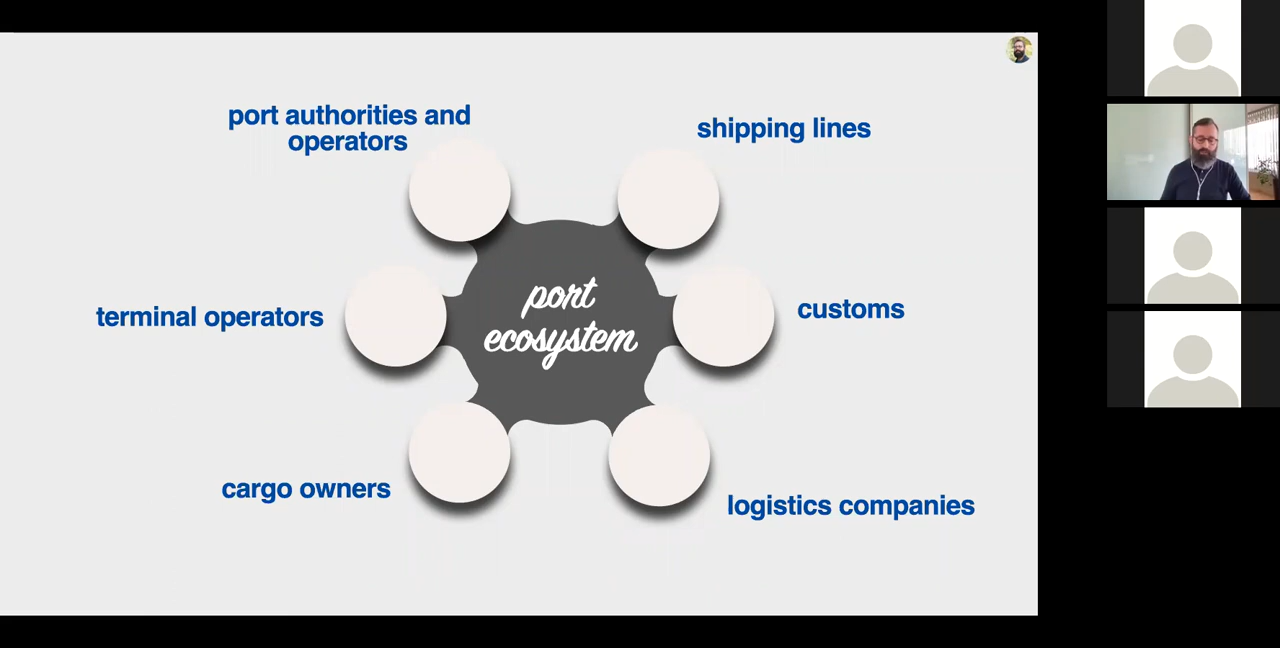 port authorities and
operators
shipping lines
terminal operators
port
ecosystem
customs
cargo owners
logistics companies